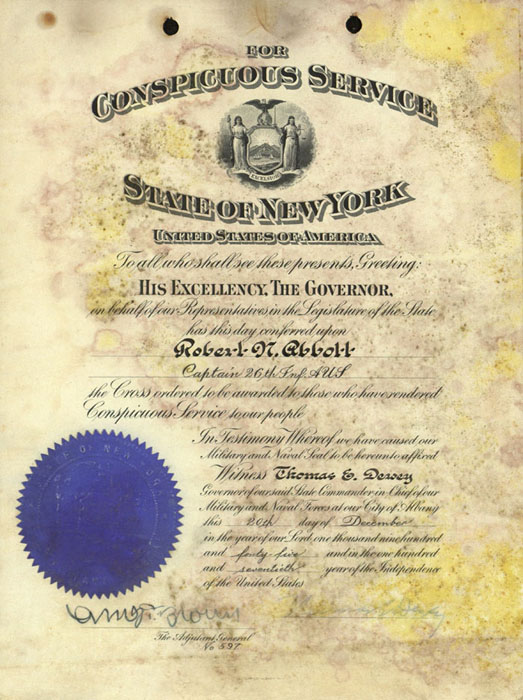 FOR
CONSPICUOUS SERVICE
EXCELSIOR
STATE OF NEW YORK
UNITED STATES OF AMERICA
To all who shall see these presents, Greeting:
HIS EXCELLENCY, THE GOVERNOR,
on behalf of our Representatives in the Legislature of the State
has this day conferred upon
Robert N. Abbott
Captain 26th Inf. AUS
the Cross ordered to be awarded to those who have rendered
Conspicuous Service to our people
In Testimony Whereof we have caused our
Military and Naval Seal to be hereunto affixed
Witness Thomas E. Dewey
Governor of our said State Commander in Chief of our
Military and Naval Forces at our City of Albany
this 20th day of December
in the year of our Lord one thousand nine hundred
and forty five and in the one hundred
and seventieth year of the Independence
of the United States
The Adjutant General
No 597